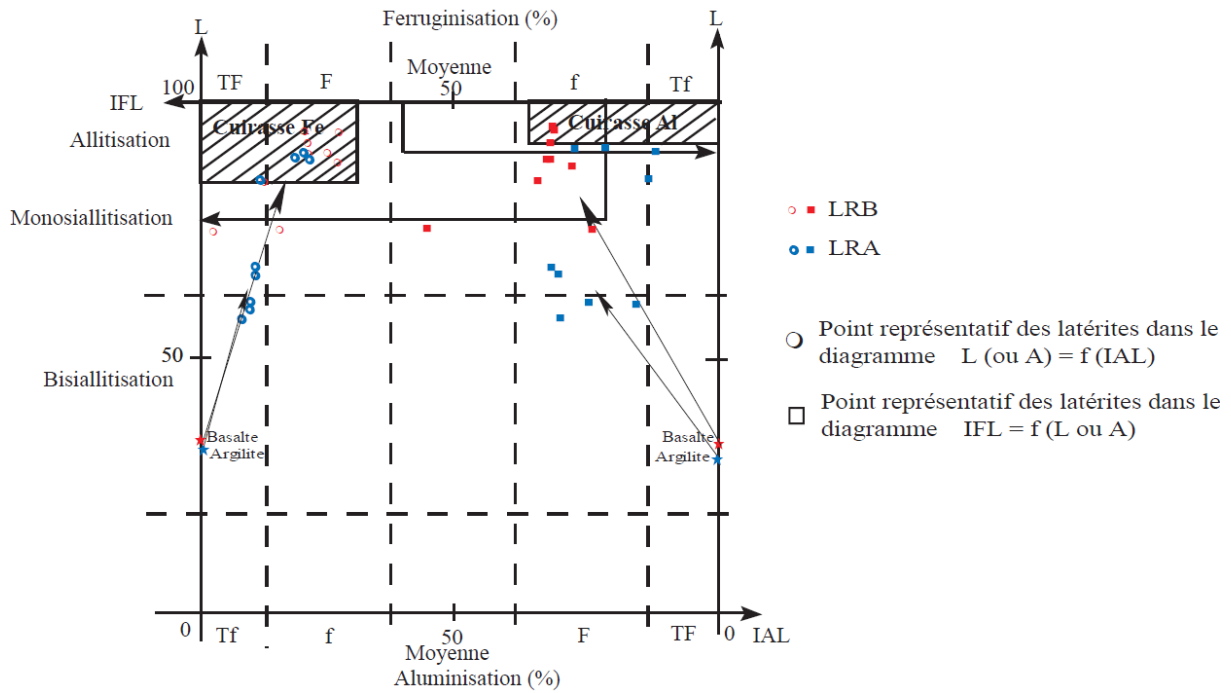 Ferruginisation (%)
L
L
TF
F
Moyenne
f
Tf
100
50
IFL
Cuirasse Fe
Cuirasse Al
Allitisation
Monosiallitisation
LRB
LRA
Point représentatif des latérites dans le
diagramme L (ou A) = f (IAL)
50
Bisiallitisation
Point représentatif des latérites dans le
diagramme IFL = f (L ou A)
Basalte
Argilite
Basalte
Argilite
0
Tf
f
50
F
TF
0
IAL
Moyenne
Aluminisation (%)